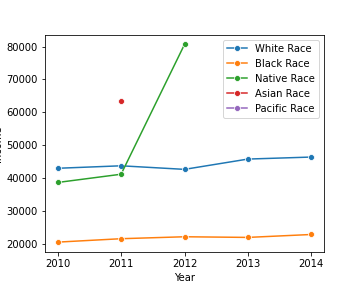 White Race
Black Race
Native Race
Asian Race
Pacific Race
80000
70000
60000
50000
40000
30000
20000
2010
2011
2012
2013
2014
Year